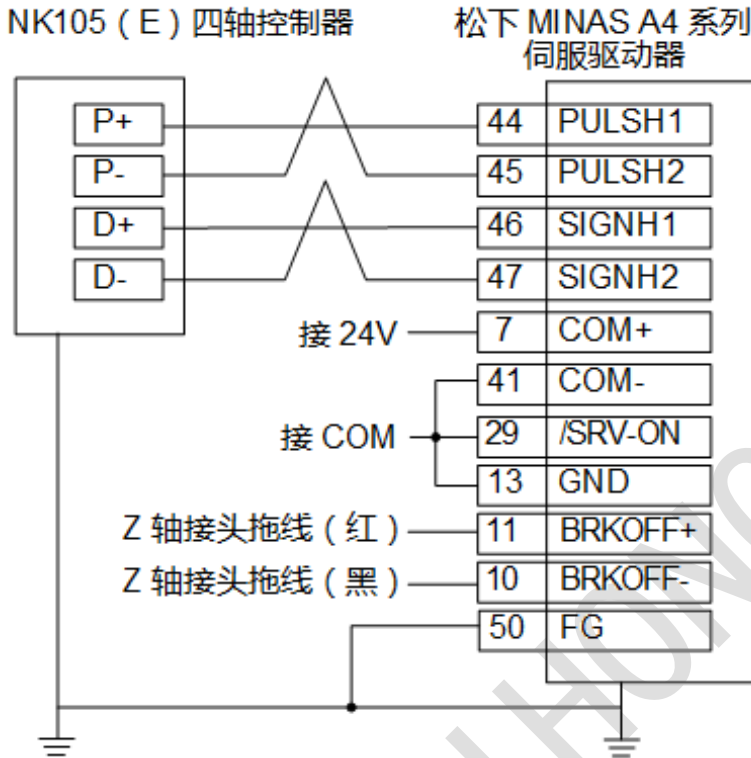 NK105（E）四轴控制器
松下 MINAS A4 系列
伺服驱动器
P+ 44 PULSH1
P- 45 PULSH2
D+ 46 SIGNH1
D- 47 SIGNH2
接 24V 7 COM+
41 COM-
接 COM 29 /SRV-ON
13 GND
Z 轴接头拖线（红） 11 BRKOFF+
Z 轴接头拖线（黑） 10 BRKOFF-
50 FG